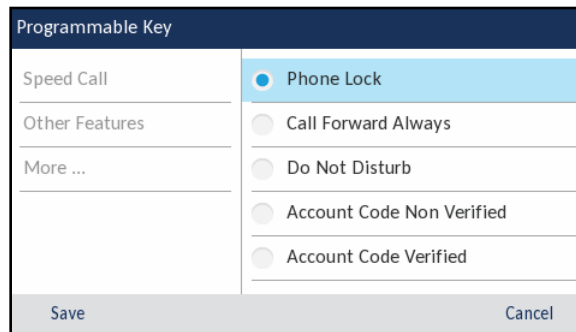 Programmable Key
Speed Call
Other Features
More ...
Phone Lock
Call Forward Always
Do Not Disturb
Account Code Non Verified
Account Code Verified
Save
Cancel